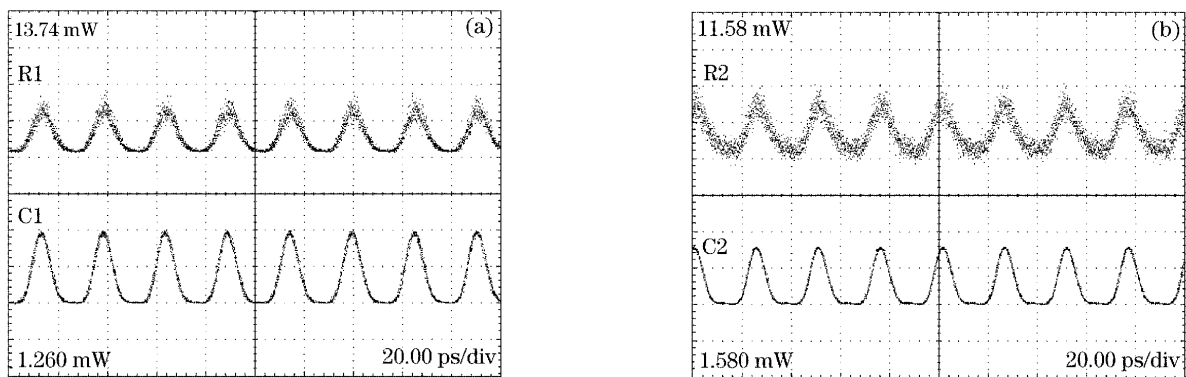 13.74 mW
(a)
R1
C1
1.260 mW
20.00 ps/div
11.58 mW
(b)
R2
C2
1.580 mW
20.00 ps/div